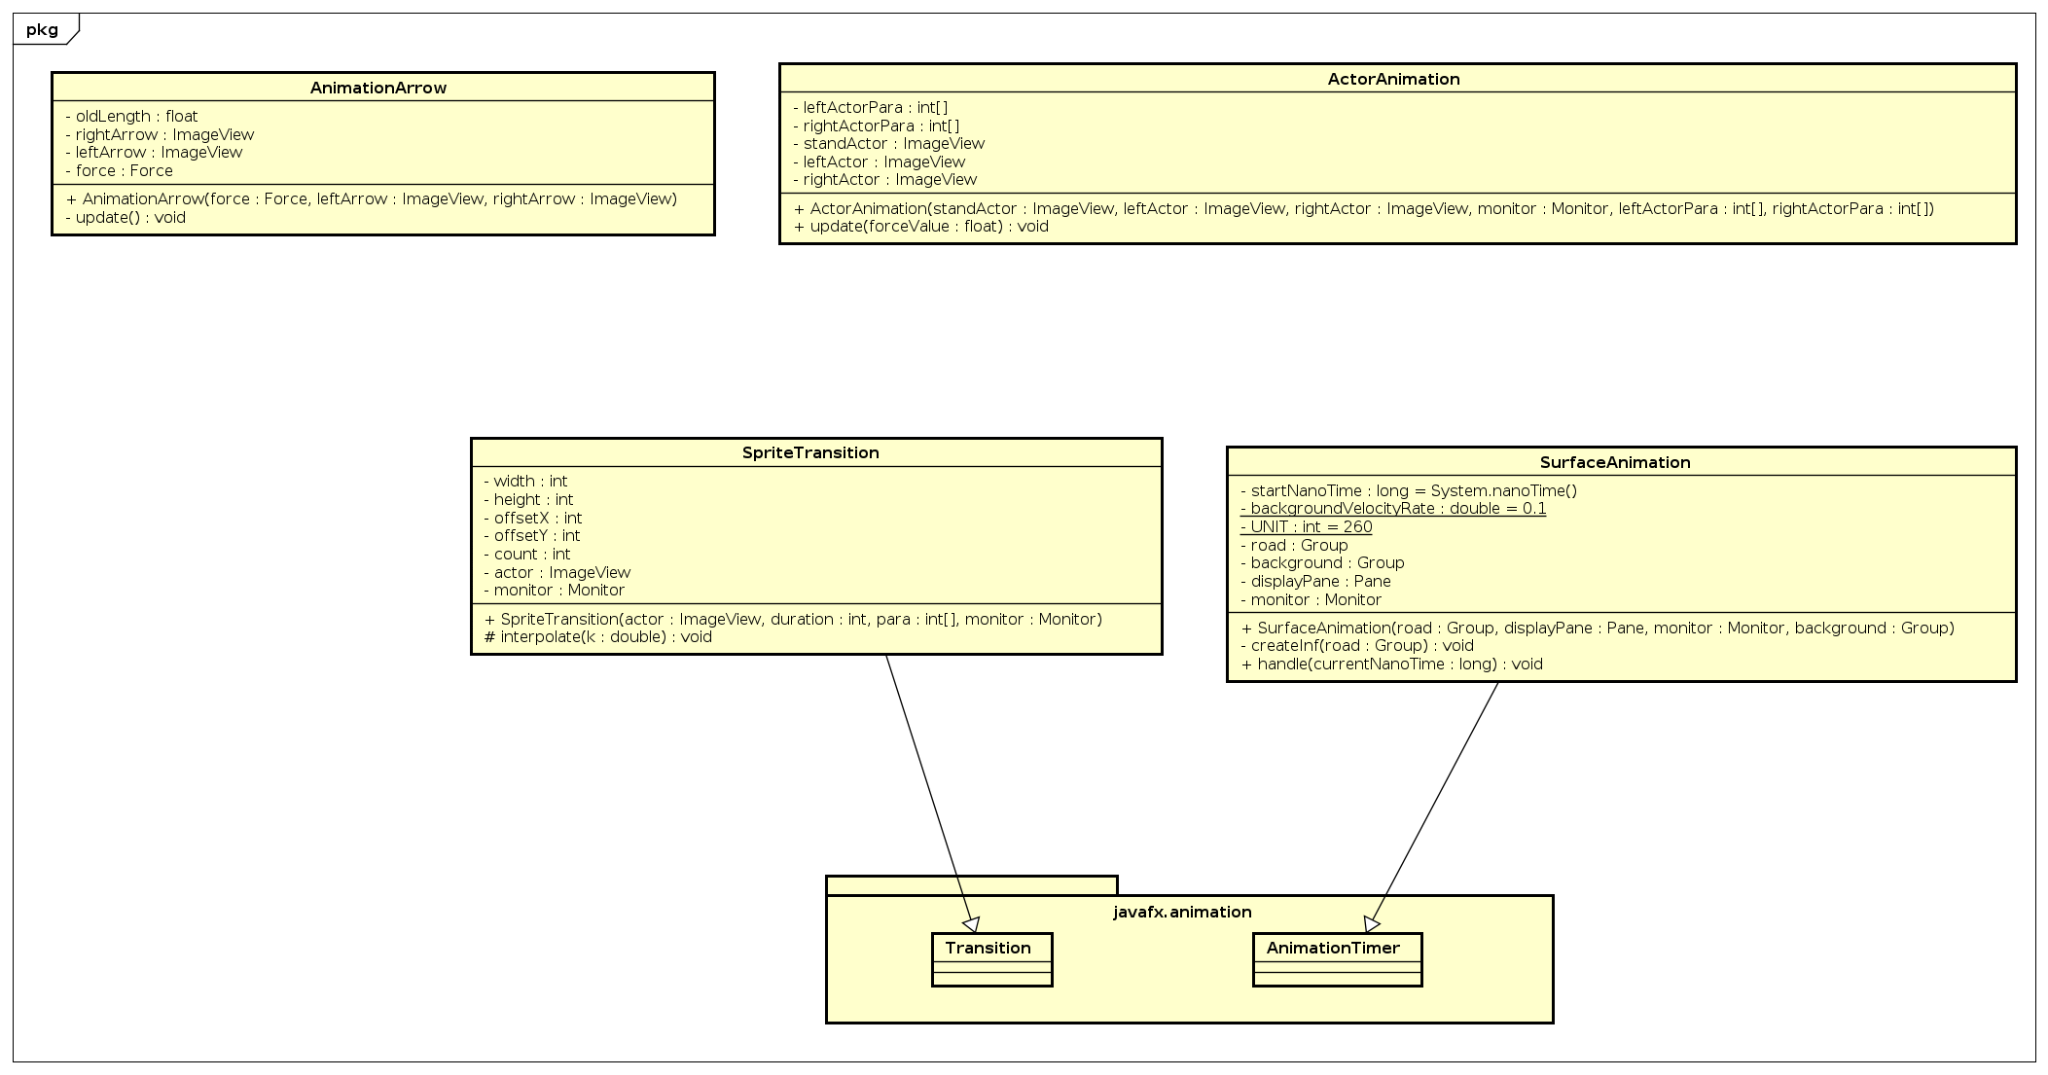 pkg
AnimationArrow
- oldLength : float
- rightArrow : ImageView
- leftArrow : ImageView
- force : Force
+ AnimationArrow(force : Force, leftArrow : ImageView, rightArrow : ImageView)
- update() : void
ActorAnimation
- leftActorPara : int[]
- rightActorPara : int[]
- standActor : ImageView
- leftActor : ImageView
- rightActor : ImageView
+ ActorAnimation(standActor : ImageView, leftActor : ImageView, rightActor : ImageView, monitor : Monitor, leftActorPara : int[], rightActorPara : int[])
+ update(forceValue : float) : void
SpriteTransition
- width : int
- height : int
- offsetX : int
- offsetY : int
- count : int
- actor : ImageView
- monitor : Monitor
+ SpriteTransition(actor : ImageView, duration : int, para : int[], monitor : Monitor)
# interpolate(k : double) : void
SurfaceAnimation
- startNanoTime : long = System.nanoTime()
- backgroundVelocityRate : double = 0.1
- UNIT : int = 260
- road : Group
- background : Group
- displayPane : Pane
- monitor : Monitor
+ SurfaceAnimation(road : Group, displayPane : Pane, monitor : Monitor, background : Group)
- createInf(road : Group) : void
+ handle(currentNanoTime : long) : void
javafx.animation
Transition
AnimationTimer